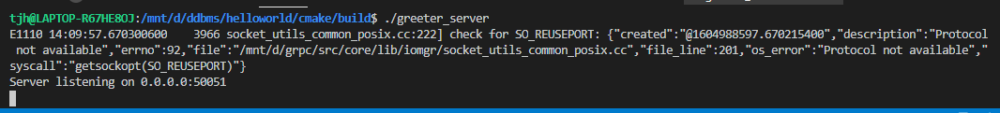 tjh@LAPTOP-R67HE8OJ:/mnt/d/ddbms/helloworld/cmake/build$ ./greeter_server
E1110 14:09:57.670300600    3966 socket_utils_common_posix.cc:222] check for SO_REUSEPORT: {"created":"@1604988597.670215400","description":"Protocol
 not available","errno":92,"file":"/mnt/d/grpc/src/core/lib/iomgr/socket_utils_common_posix.cc","file_line":201,"os_error":"Protocol not available","
syscall":"getsockopt(SO_REUSEPORT)"}
Server listening on 0.0.0.0:50051